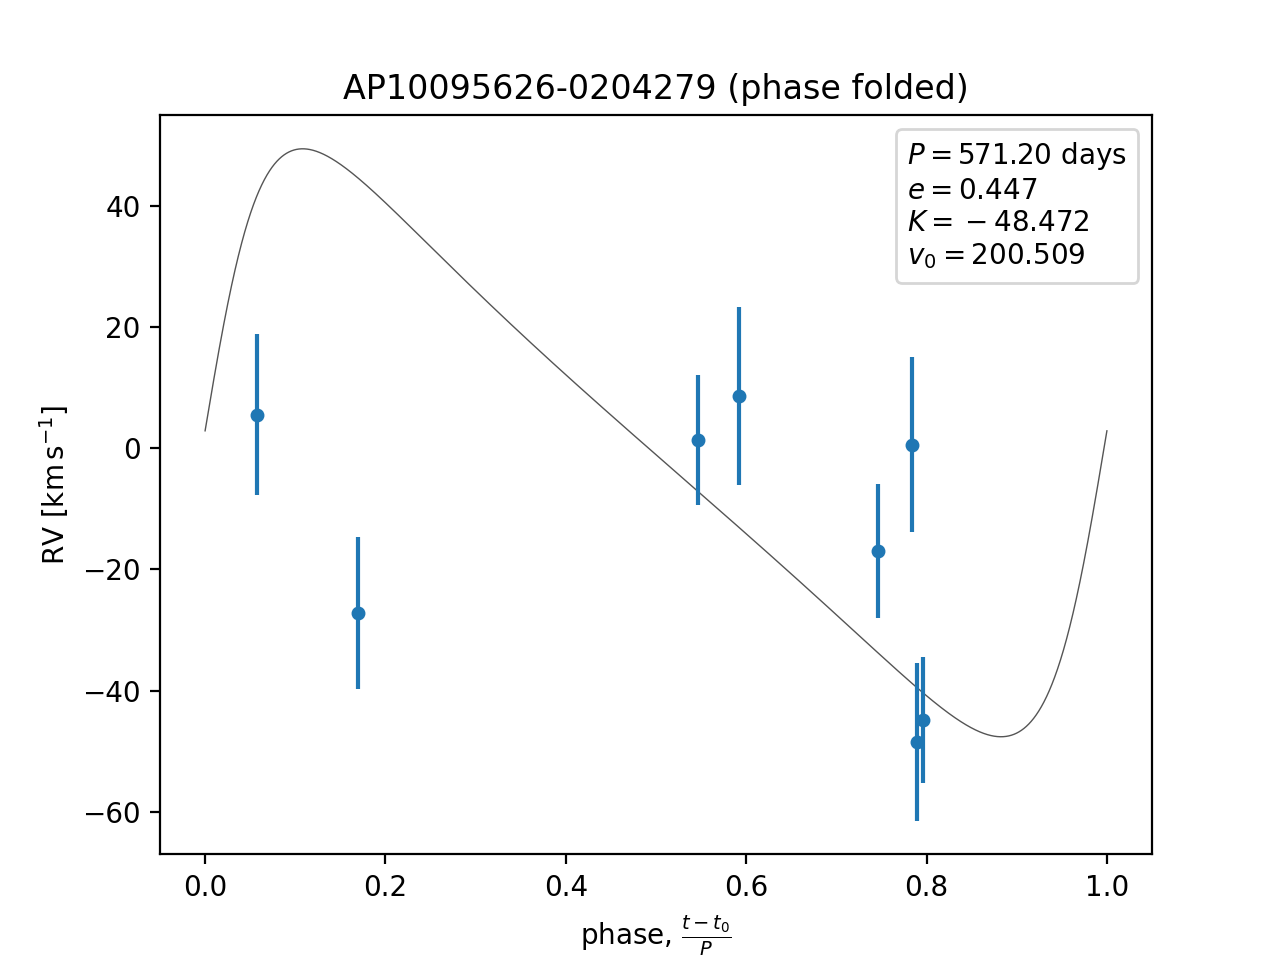 AP10095626-0204279 (phase folded)
P = 571.20 days
e = 0.447
K = −48.472
v₀ = 200.509
40
20
0
−20
−40
−60
RV [km s⁻¹]
0.0 0.2 0.4 0.6 0.8 1.0
phase, (t − t₀)/P